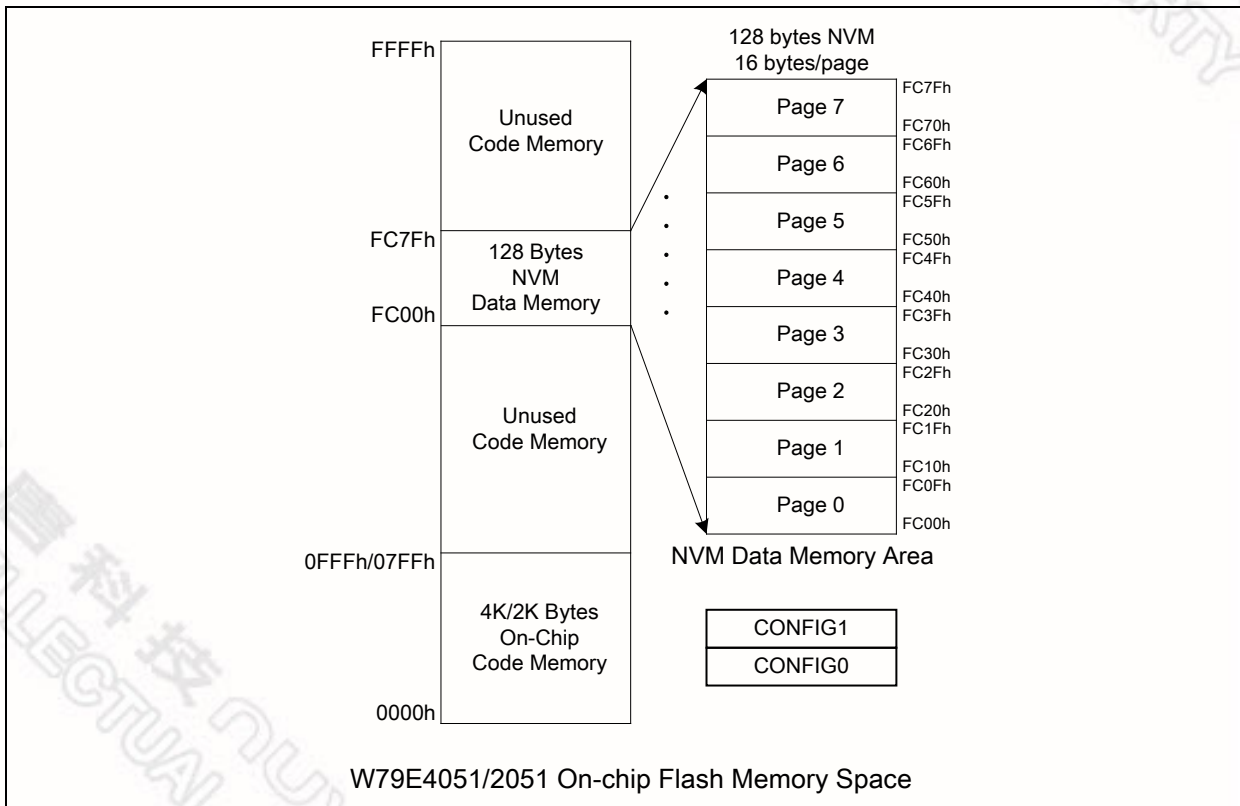 FFFFh
Unused
Code Memory
FC7Fh
128 Bytes
NVM
Data Memory
FC00h
Unused
Code Memory
0FFFh/07FFh
4K/2K Bytes
On-Chip
Code Memory
0000h
128 bytes NVM
16 bytes/page
Page 7
FC7Fh
FC70h
Page 6
FC6Fh
FC60h
Page 5
FC5Fh
FC50h
Page 4
FC4Fh
FC40h
Page 3
FC3Fh
FC30h
Page 2
FC2Fh
FC20h
Page 1
FC1Fh
FC10h
Page 0
FC0Fh
FC00h
NVM Data Memory Area
CONFIG1
CONFIG0
W79E4051/2051 On-chip Flash Memory Space